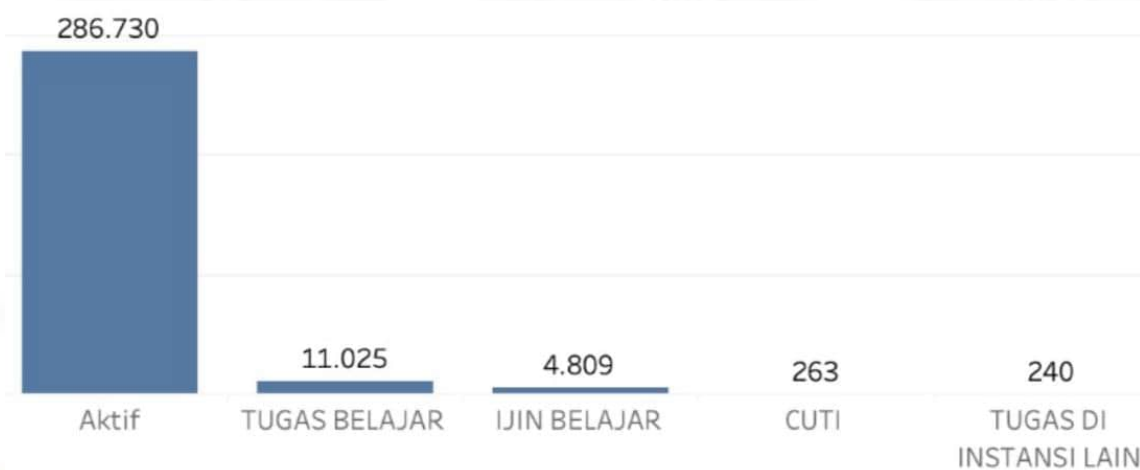 286.730
11.025
4.809
263
240
Aktif
TUGAS BELAJAR
IJIN BELAJAR
CUTI
TUGAS DI
INSTANSI LAIN